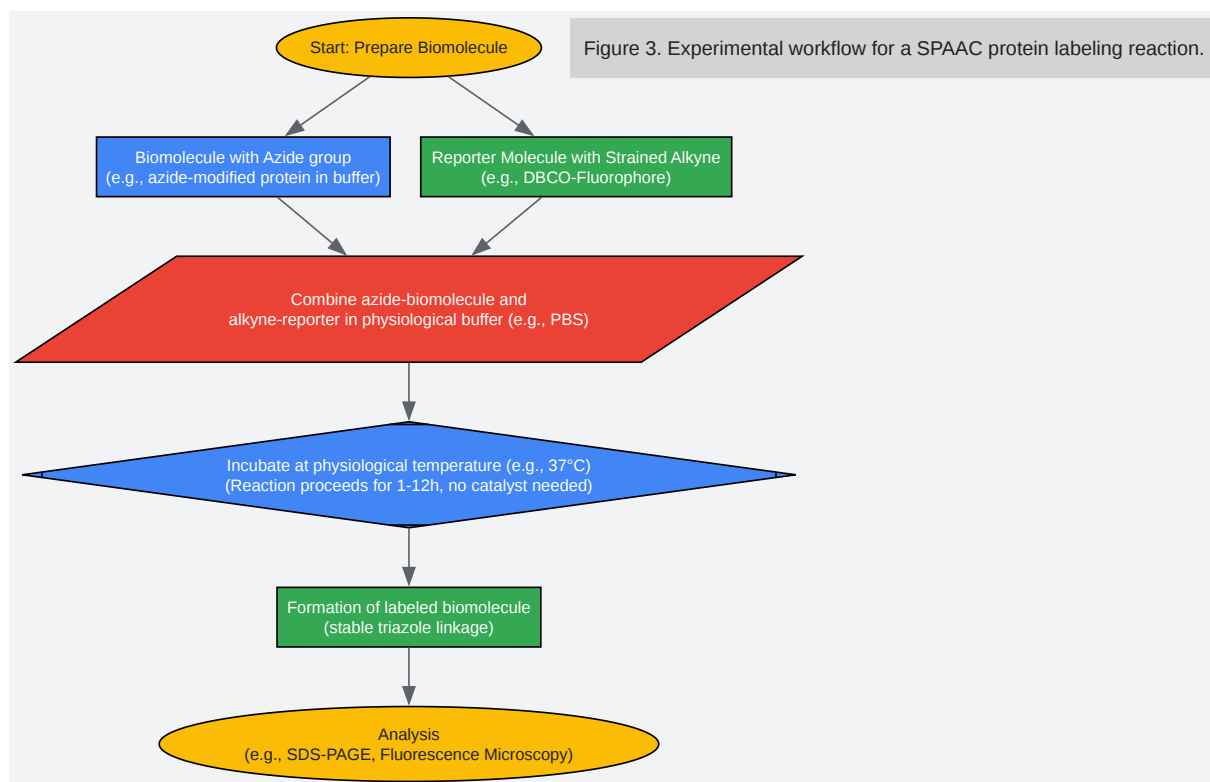 Start: Prepare Biomolecule
Figure 3. Experimental workflow for a SPAAC protein labeling reaction.
Biomolecule with Azide group
(e.g., azide-modified protein in buffer)
Reporter Molecule with Strained Alkyne
(e.g., DBCO-Fluorophore)
Combine azide-biomolecule and
alkyne-reporter in physiological buffer (e.g., PBS)
Incubate at physiological temperature (e.g., 37°C)
(Reaction proceeds for 1-12h, no catalyst needed)
Formation of labeled biomolecule
(stable triazole linkage)
Analysis
(e.g., SDS-PAGE, Fluorescence Microscopy)